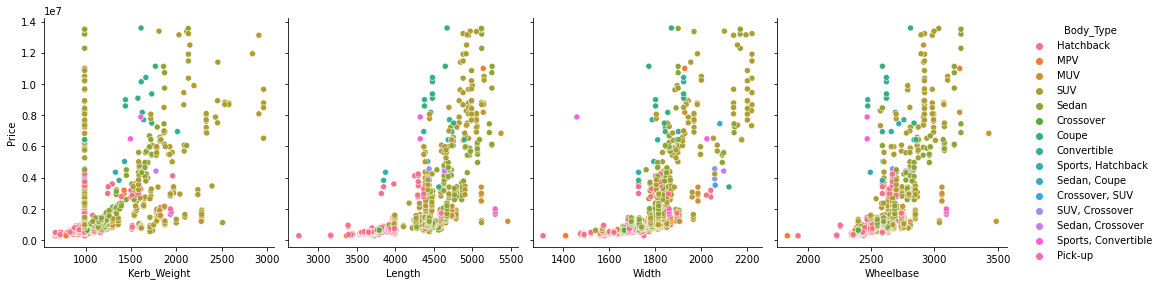 1e7
1.4
1.2
1.0
0.8
0.6
0.4
0.2
0.0
Price
1000 1500 2000 2500 3000
Kerb_Weight
3000 3500 4000 4500 5000 5500
Length
1400 1600 1800 2000 2200
Width
2000 2500 3000 3500
Wheelbase
Body_Type
Hatchback
MPV
MUV
SUV
Sedan
Crossover
Coupe
Convertible
Sports, Hatchback
Sedan, Coupe
Crossover, SUV
SUV, Crossover
Sedan, Crossover
Sports, Convertible
Pick-up